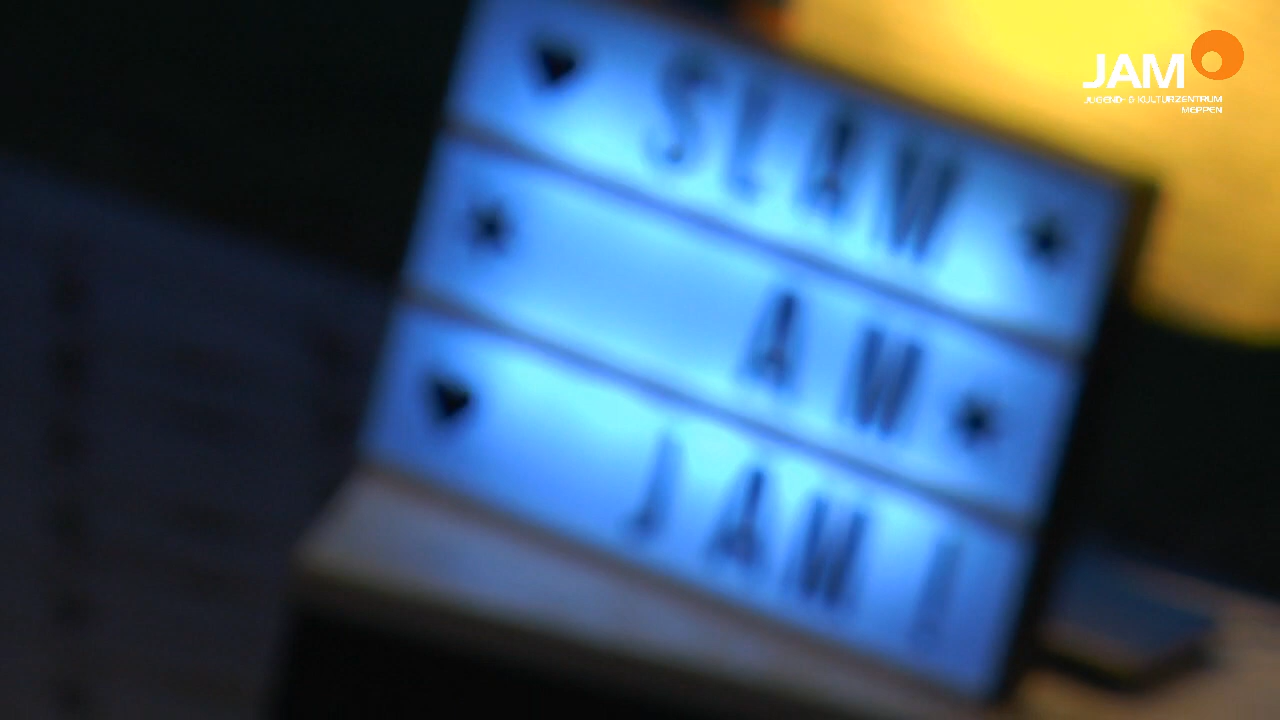 JAM
JUGEND- & KULTURZENTRUM
MEPPEN
♥ SLAM ★
★ AM ★
♥ JAM !